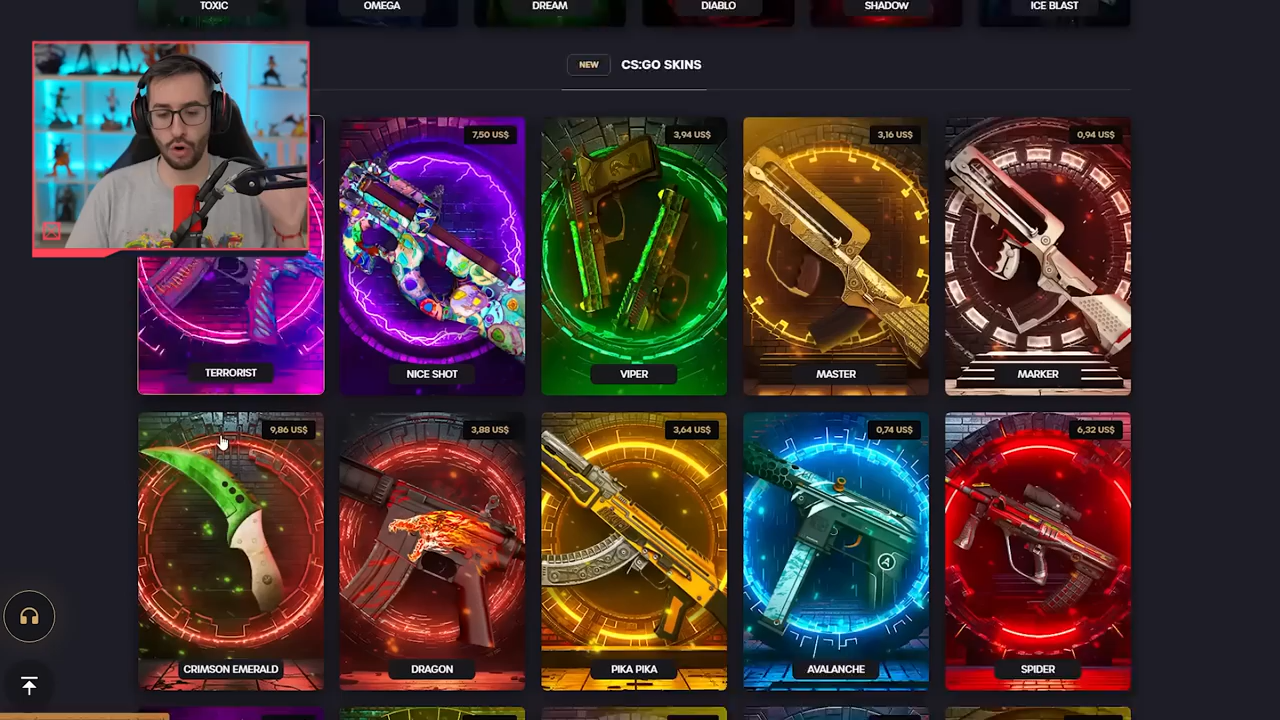 TOXIC
OMEGA
DREAM
DIABLO
SHADOW
ICE BLAST
NEW
CS:GO SKINS
7,50 US$
3,94 US$
3,16 US$
0,94 US$
TERRORIST
NICE SHOT
VIPER
MASTER
MARKER
9,86 US$
3,88 US$
3,64 US$
0,74 US$
6,32 US$
CRIMSON EMERALD
DRAGON
PIKA PIKA
AVALANCHE
SPIDER